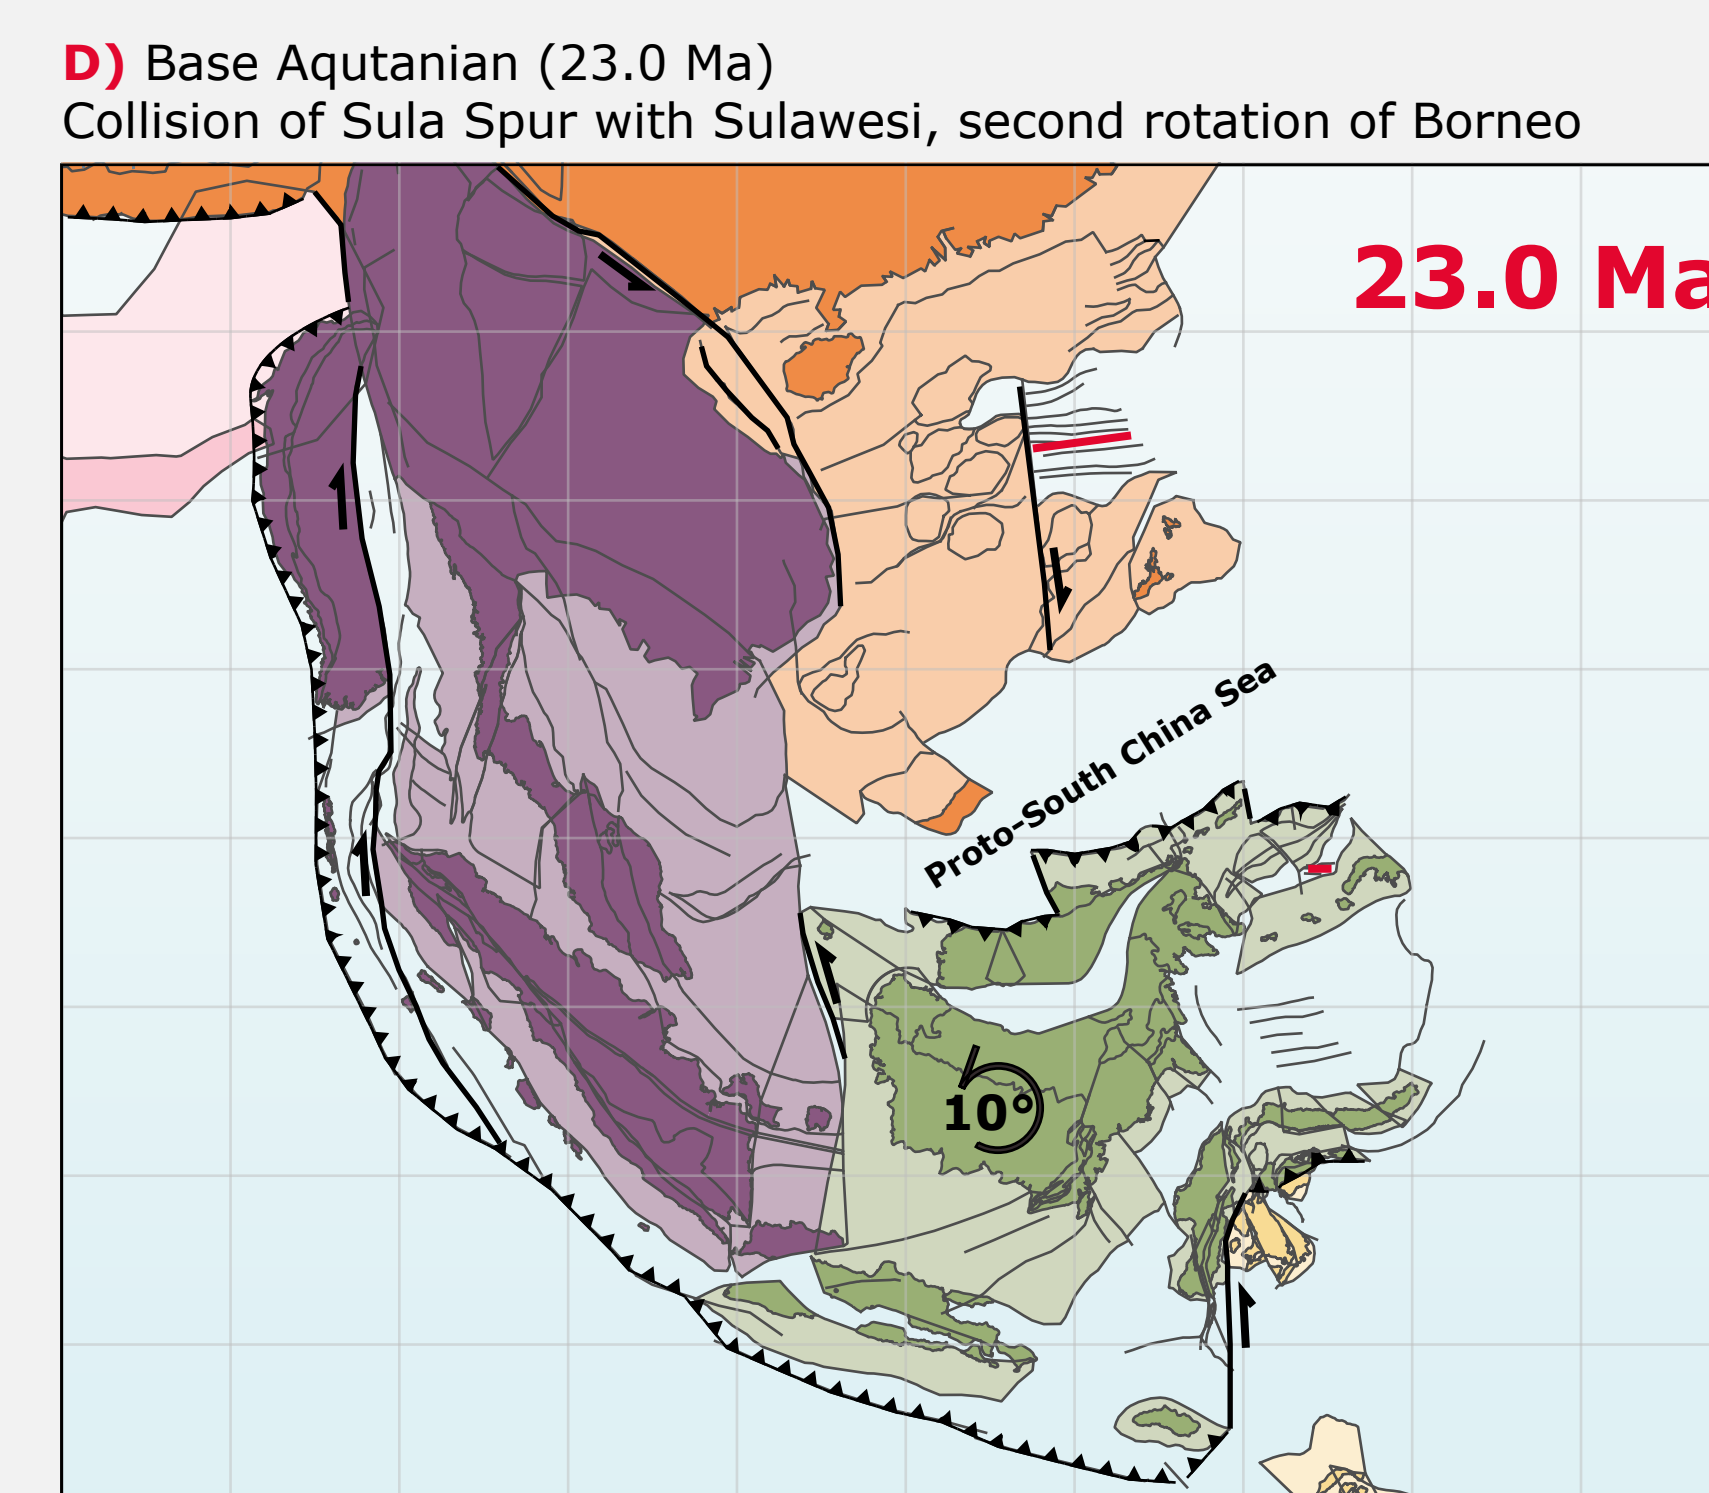 D) Base Aqutanian (23.0 Ma)
Collision of Sula Spur with Sulawesi, second rotation of Borneo
23.0 Ma
Proto-South China Sea
10°